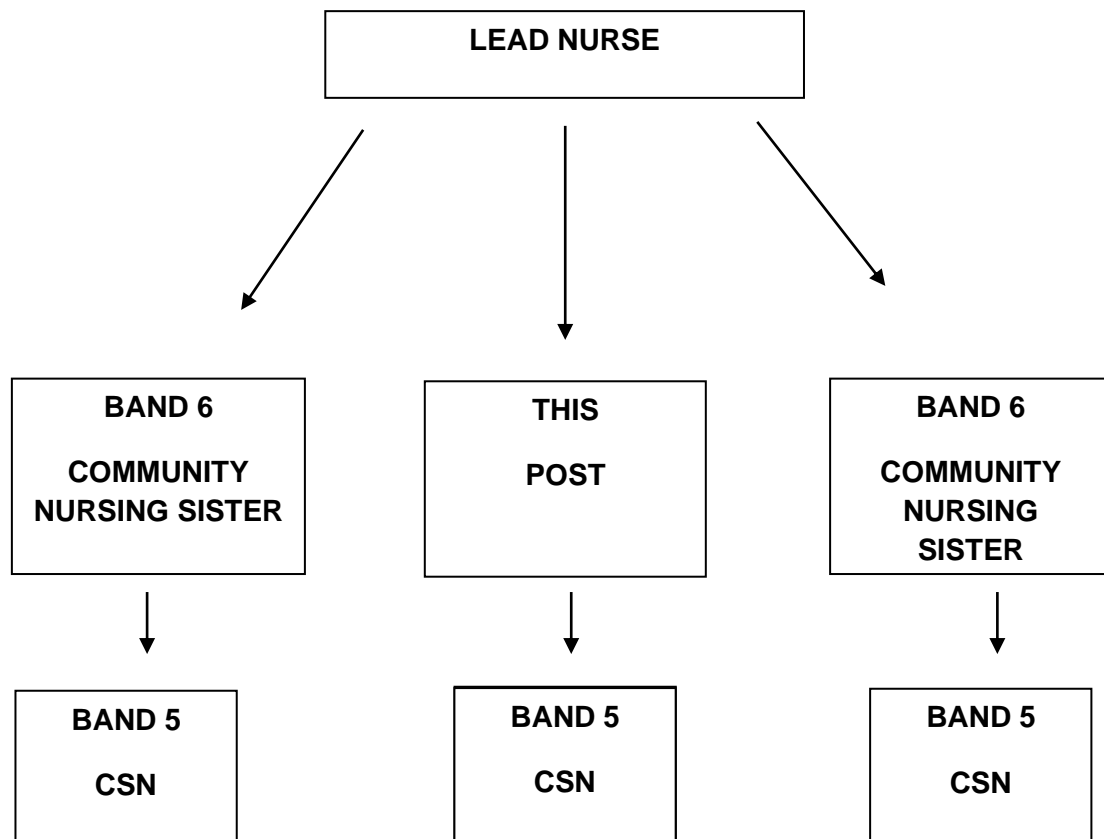 LEAD NURSE
BAND 6
COMMUNITY
NURSING SISTER
THIS
POST
BAND 6
COMMUNITY
NURSING
SISTER
BAND 5
CSN
BAND 5
CSN
BAND 5
CSN